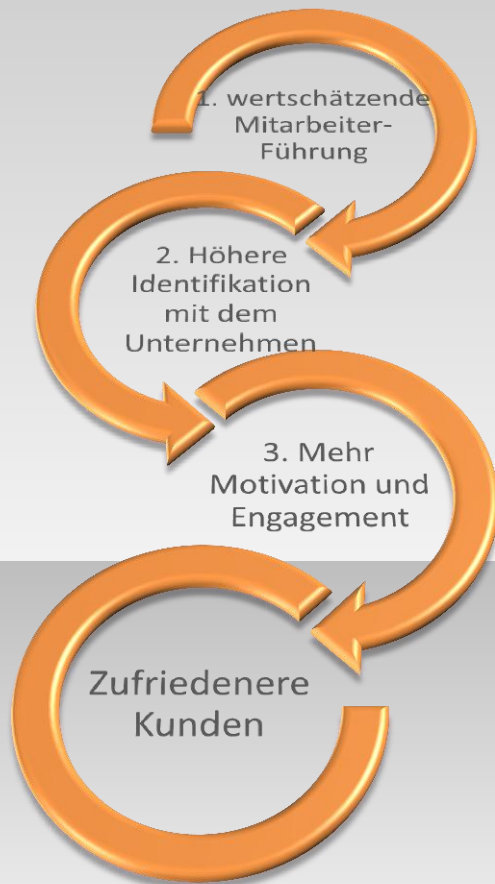 1. wertschätzende
Mitarbeiter-
Führung
2. Höhere
Identifikation
mit dem
Unternehmen
3. Mehr
Motivation und
Engagement
Zufriedenere
Kunden